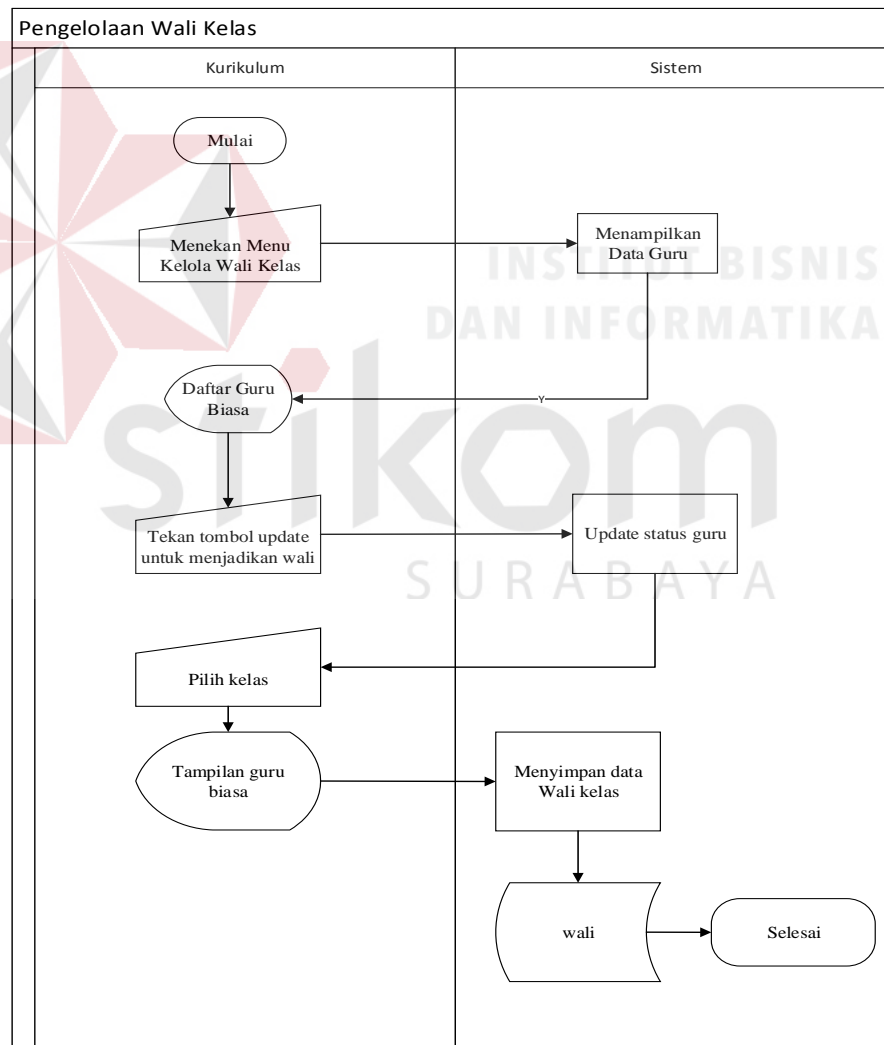 Pengelolaan Wali Kelas
Kurikulum
Sistem
Mulai
Menekan Menu
Kelola Wali Kelas
Menampilkan
Data Guru
INSTITUT BISNIS
DAN INFORMATIKA
Daftar Guru
Biasa
Y
stikom
Tekan tombol update
untuk menjadikan wali
Update status guru
SURABAYA
Pilih kelas
Tampilan guru
biasa
Menyimpan data
Wali kelas
wali
Selesai